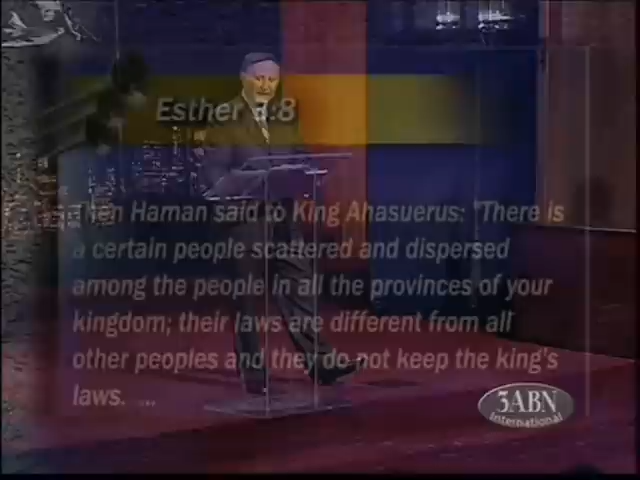 Esther 3:8
Then Haman said to King Ahasuerus: "There is
a certain people scattered and dispersed
among the people in all the provinces of your
kingdom; their laws are different from all
other peoples and they do not keep the king's
laws. ...
3ABN
International